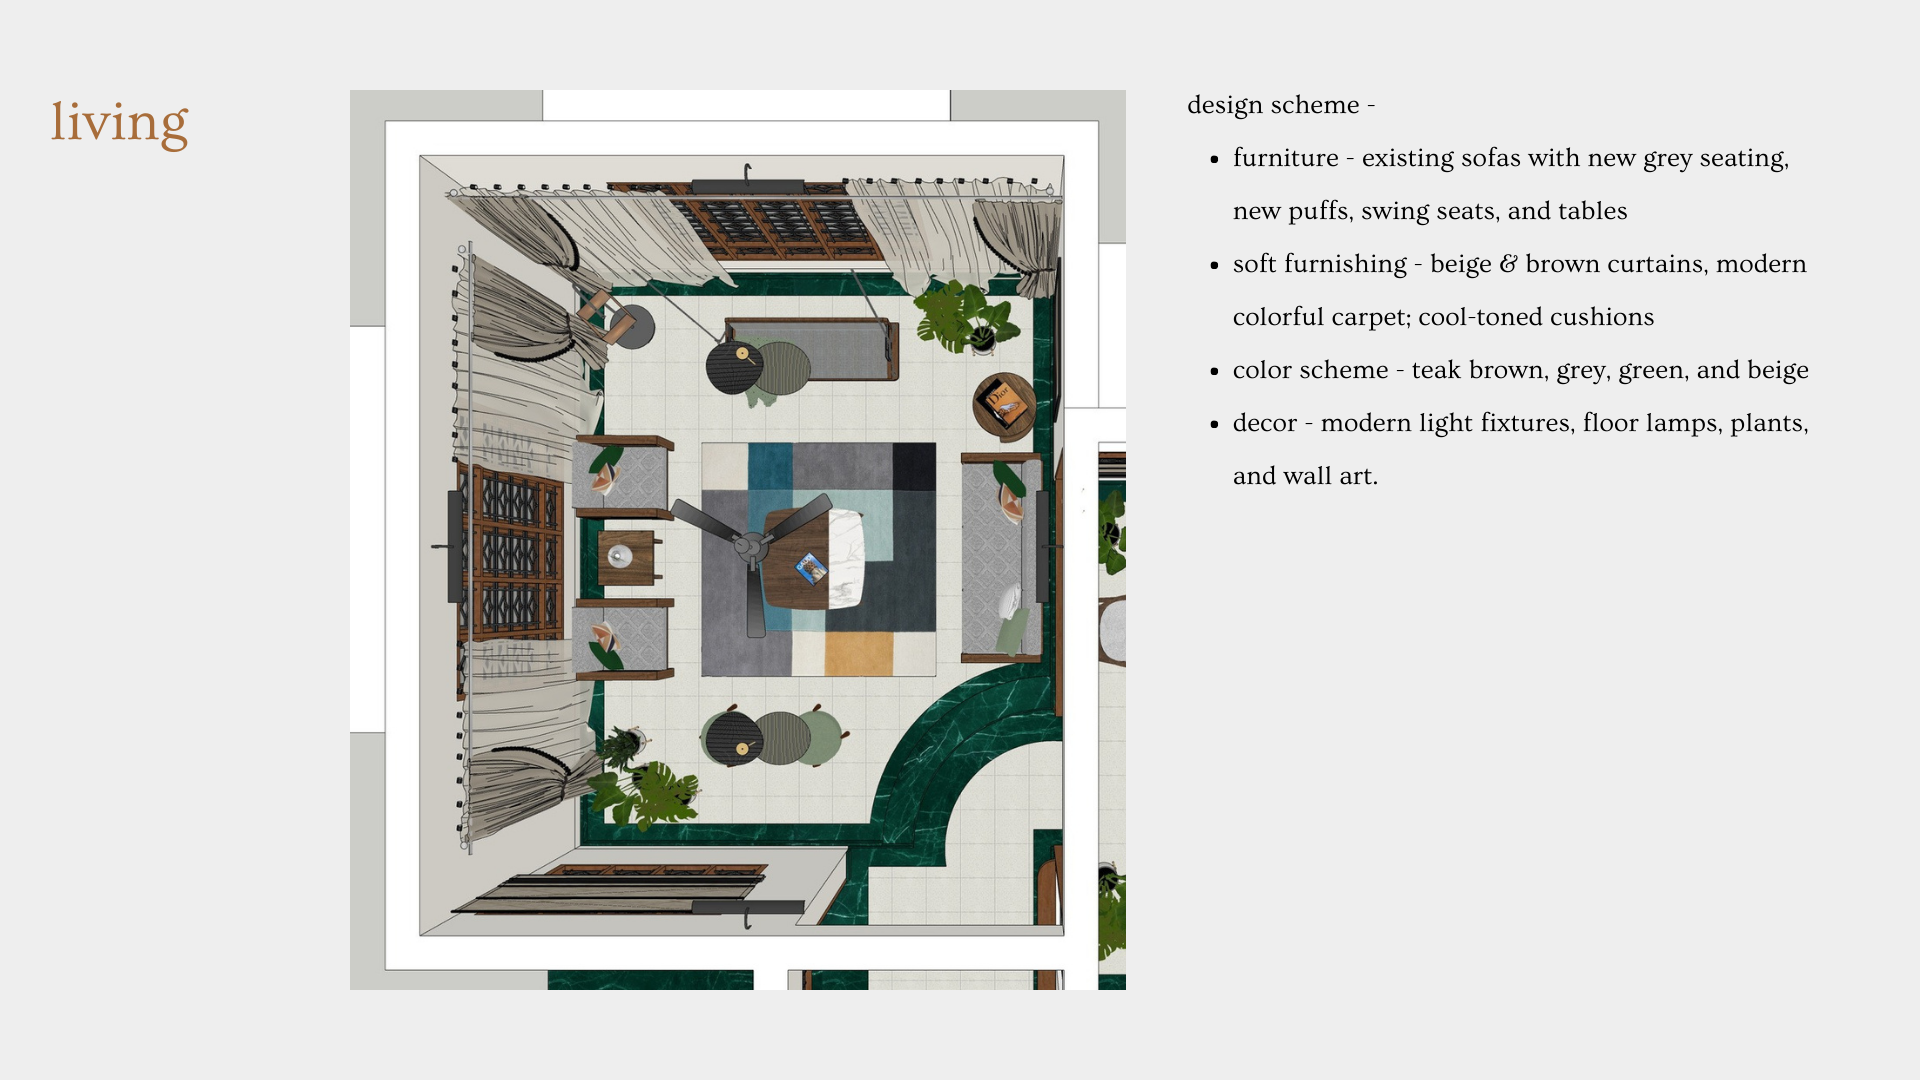 living
design scheme -
• furniture - existing sofas with new grey seating,
new puffs, swing seats, and tables
• soft furnishing - beige & brown curtains, modern
colorful carpet; cool-toned cushions
• color scheme - teak brown, grey, green, and beige
• decor - modern light fixtures, floor lamps, plants,
and wall art.
Dior
GAUDI